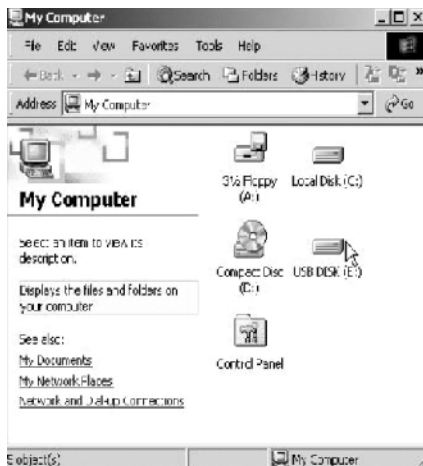 My Computer
File Edit View Favorites Tools Help
Back Search Folders History
Address My Computer Go
My Computer
Select an item to view its
description.
Displays the files and folders on
your computer
See also:
My Documents
My Network Places
Network and Dial-up Connections
3½ Floppy
(A:)
Local Disk (C:)
Compact Disc
(D:)
USB DISK (E:)
Control Panel
5 object(s) My Computer